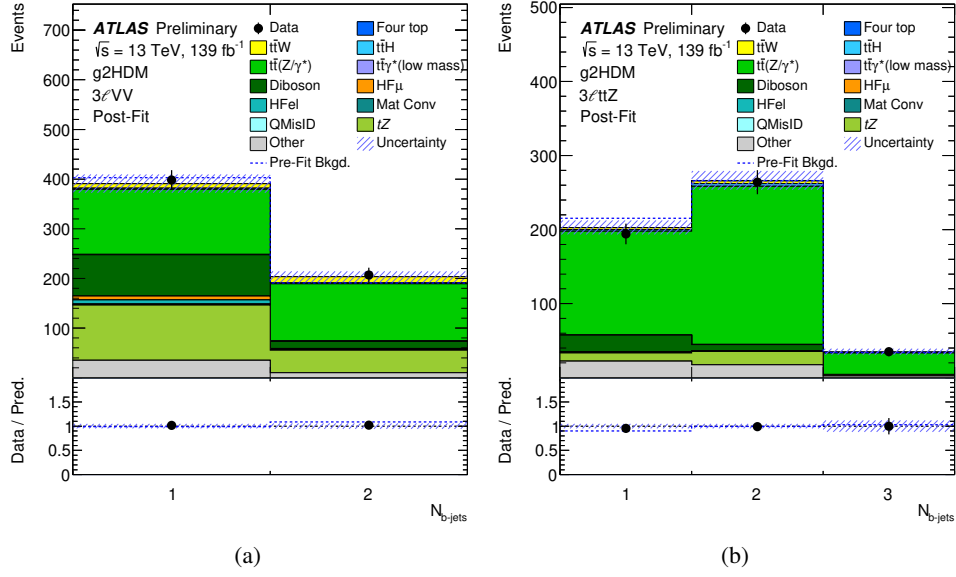 Events
700
600
500
400
300
200
100
ATLAS Preliminary
√s = 13 TeV, 139 fb⁻¹
g2HDM
3ℓVV
Post-Fit
Data
tt̄W
tt̄(Z/γ*)
Diboson
HFel
QMisID
Other
Pre-Fit Bkgd.
Four top
tt̄H
tt̄γ*(low mass)
HFμ
Mat Conv
tZ
Uncertainty
Data / Pred.
1.5
1
0.5
0
1
2
N_b-jets
(a)
Events
500
400
300
200
100
ATLAS Preliminary
√s = 13 TeV, 139 fb⁻¹
g2HDM
3ℓttZ
Post-Fit
Data
tt̄W
tt̄(Z/γ*)
Diboson
HFel
QMisID
Other
Pre-Fit Bkgd.
Four top
tt̄H
tt̄γ*(low mass)
HFμ
Mat Conv
tZ
Uncertainty
Data / Pred.
1.5
1
0.5
0
1
2
3
N_b-jets
(b)